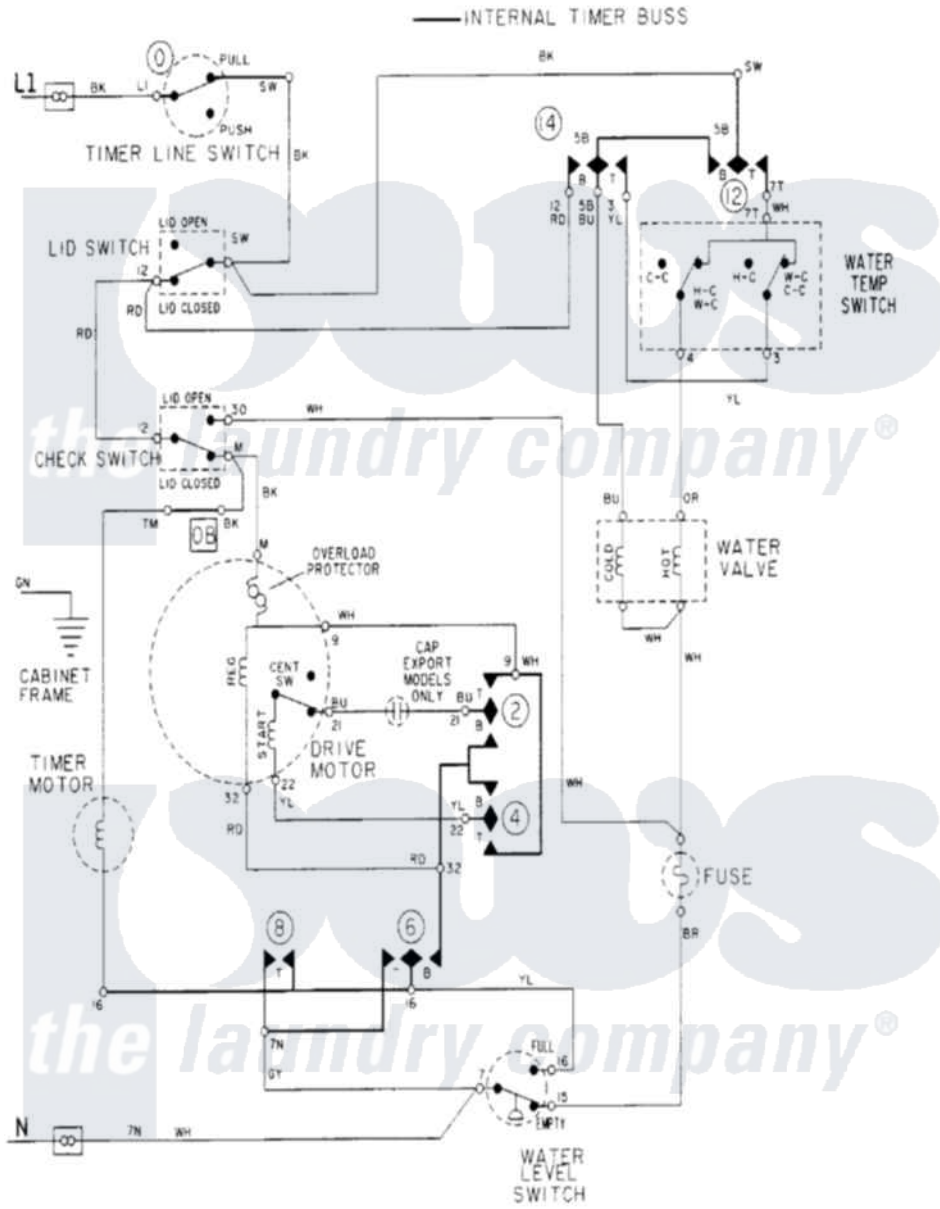 INTERNAL TIMER BUSS
0
PULL
L1
BK
L1
SW
PUSH
TIMER LINE SWITCH
BK
BK
SW
14
5B
5B
B
T
B
T
12
7T
WH
7T
12
RD
5B
BU
3
YL
LID OPEN
LID SWITCH
SW
12
LID CLOSED
RD
RD
C-C
H-C
W-C
H-C
W-C
C-C
WATER
TEMP
SWITCH
4
3
YL
LID OPEN
30
WH
12
M
CHECK SWITCH
LID CLOSED
BK
TM
BK
OB
BU
OR
COLD
HOT
WATER
VALVE
WH
WH
GN
CABINET
FRAME
M
OVERLOAD
PROTECTOR
WH
9
REG
CENT
SW
CAP
EXPORT
MODELS
ONLY
9
WH
BU
21
BU
21
T
B
2
START
DRIVE
MOTOR
TIMER
MOTOR
32
22
YL
YL
22
B
T
4
WH
RD
RD
32
FUSE
BR
8
6
T
T
B
16
16
YL
7N
GY
FULL
16
7
15
EMPTY
N
7N
WH
WATER
LEVEL
SWITCH
the laundry company®
the laundry company®